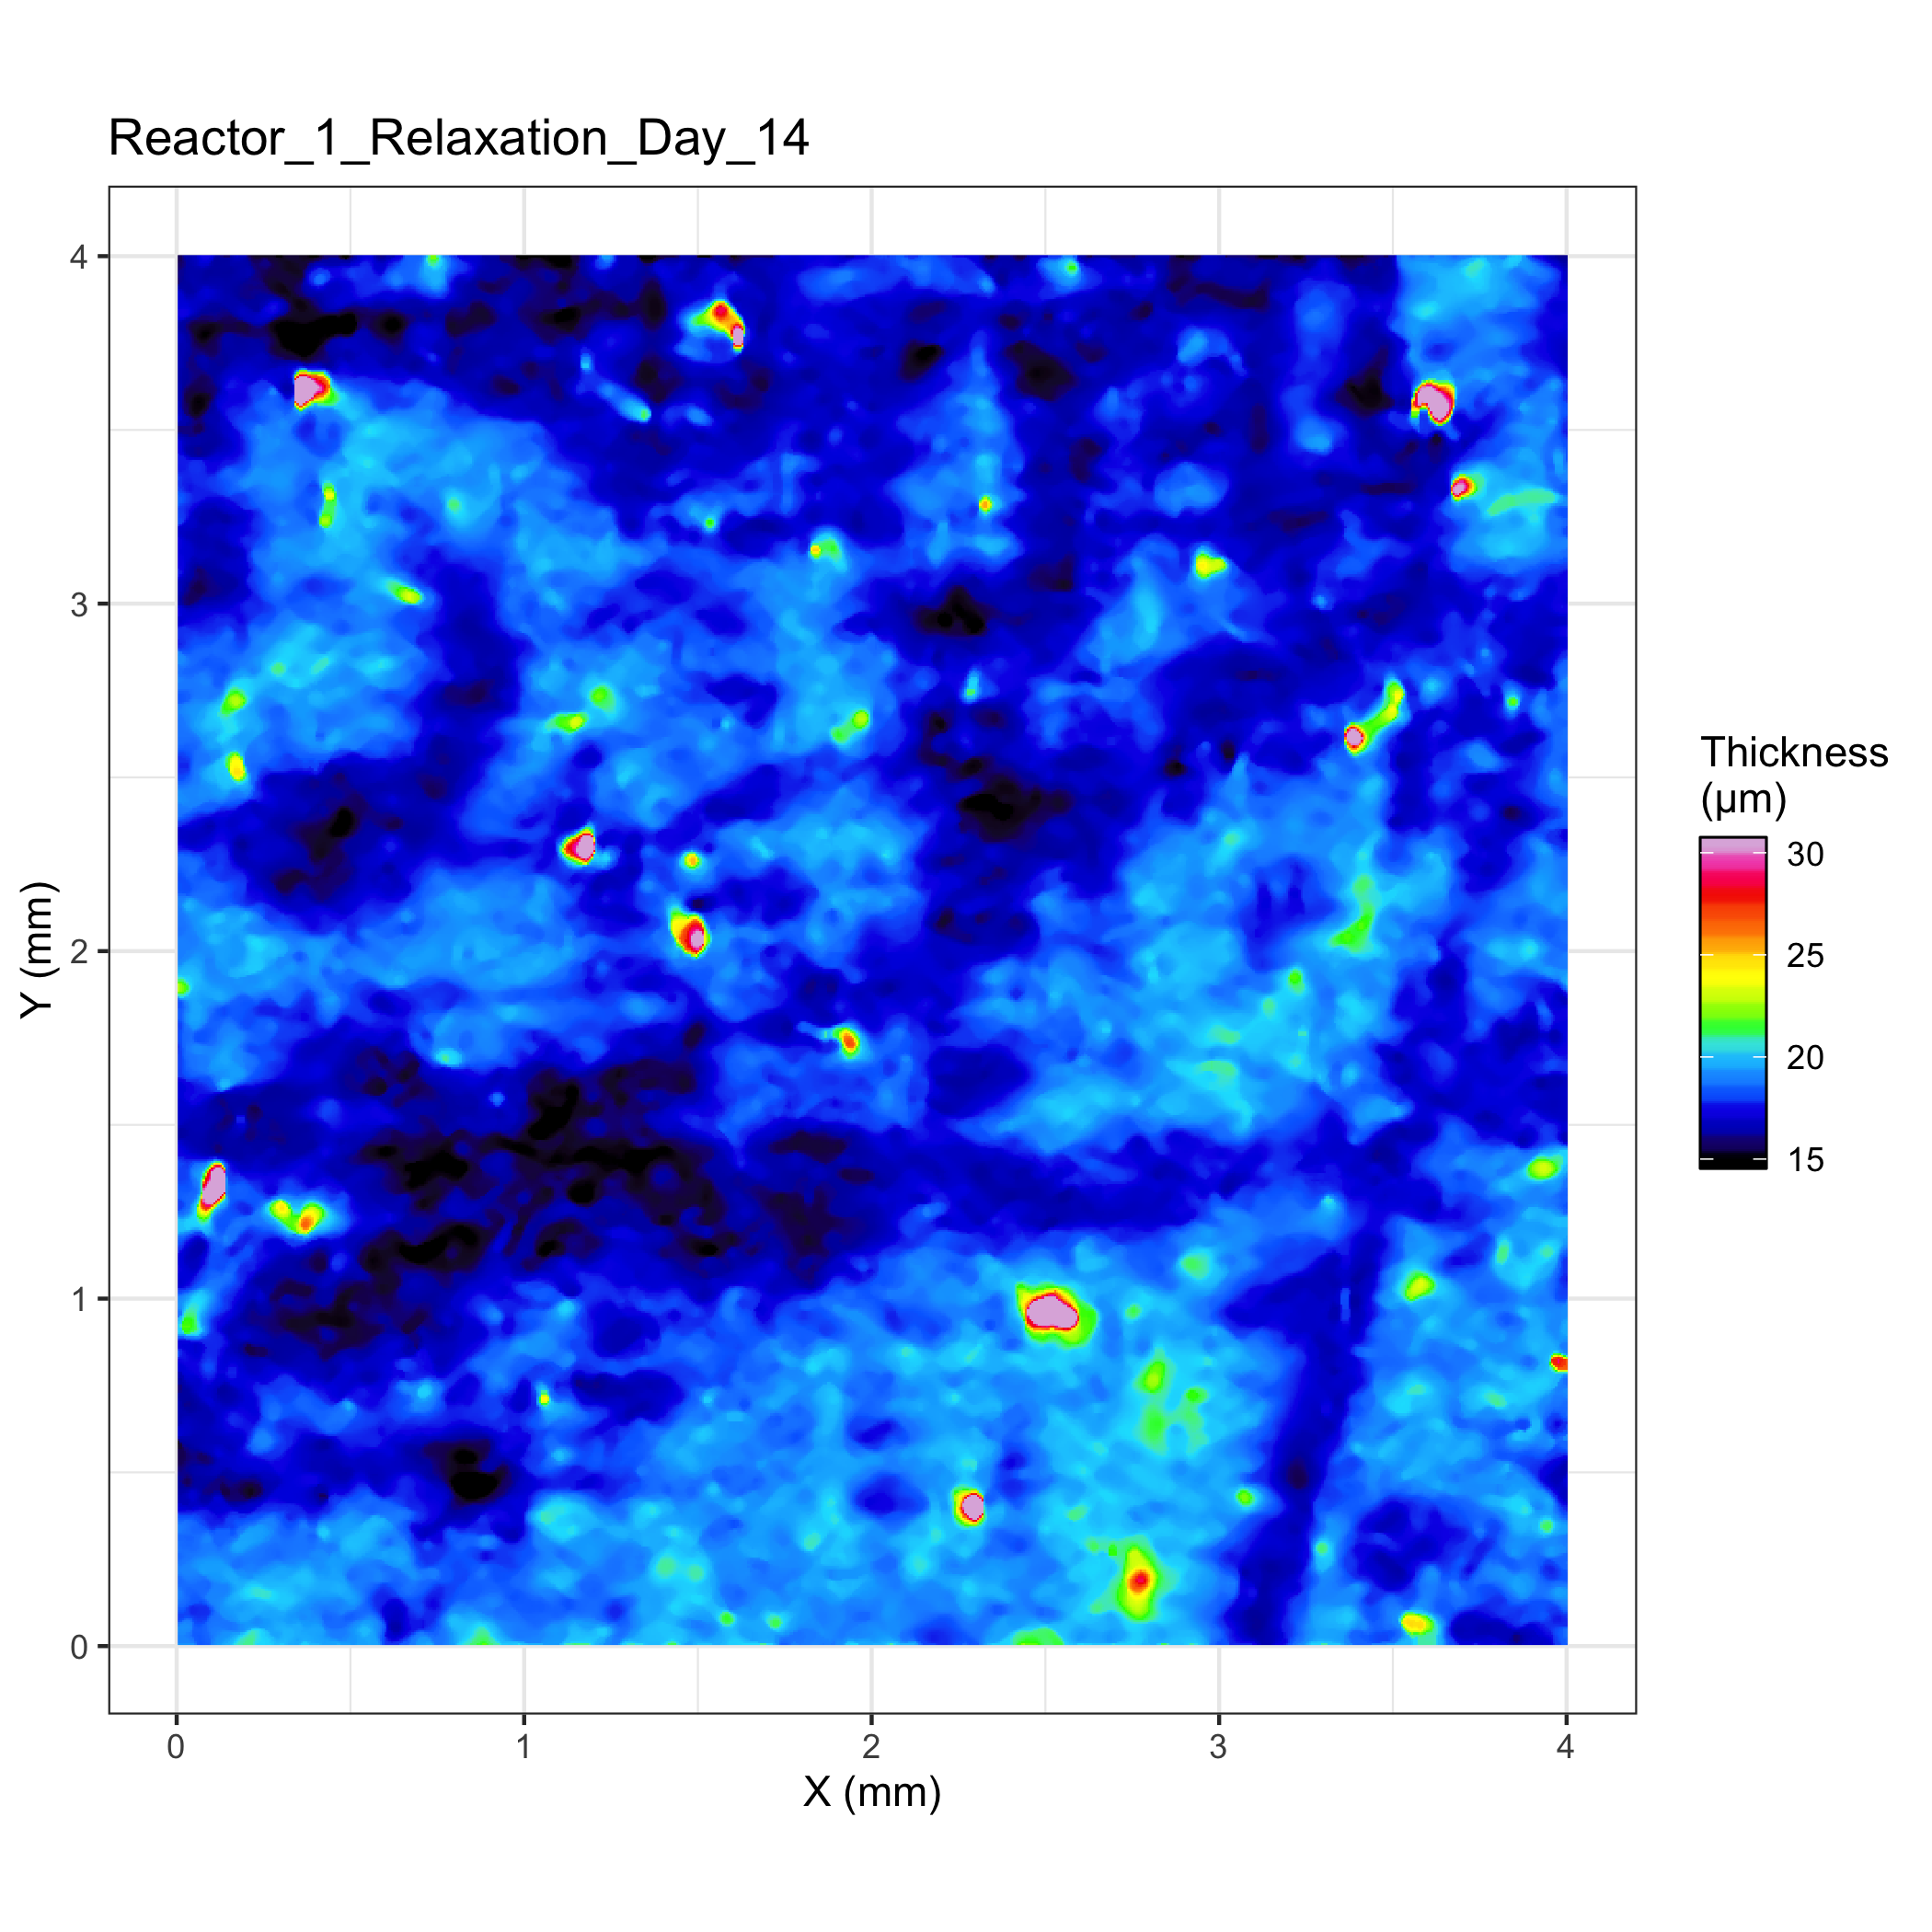 Reactor_1_Relaxation_Day_14
4
3
2
1
0
Y (mm)
0 1 2 3 4
X (mm)
Thickness
(µm)
30
25
20
15